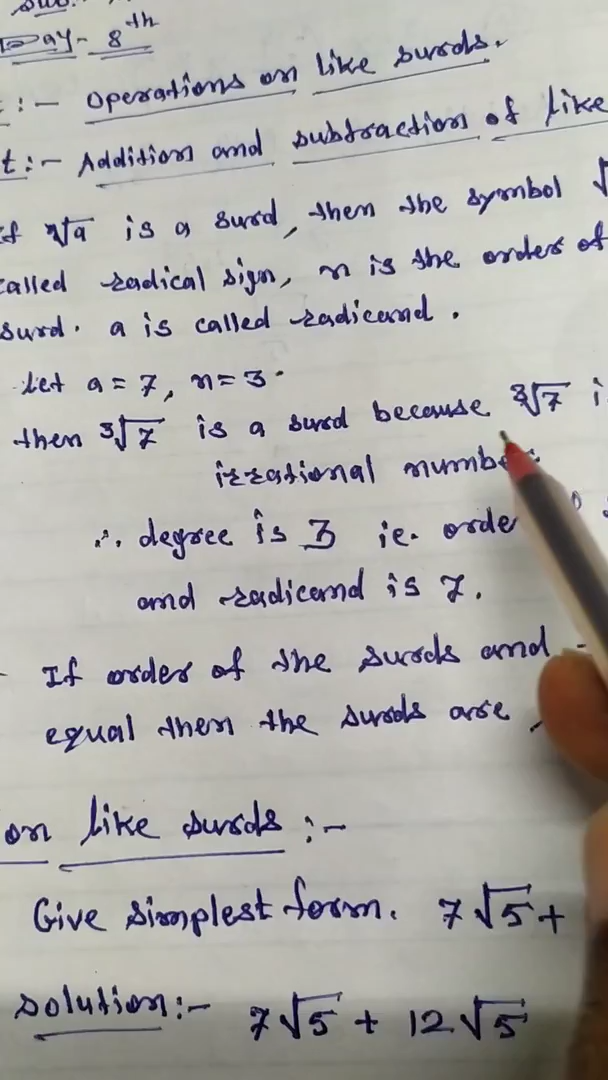 Sub.
Day- 8th
:- Operations on like surds.
t:- Addition and subtraction of like
If ⁿ√a is a surd, then the symbol √
called radical sign, n is the order of
surd. a is called radicand.
Let a = 7, n = 3.
then ³√7 is a surd because ³√7 i
irrational number.
∴ degree is 3 ie. order
and radicand is 7.
- If order of the surds and
equal then the surds are
on like surds :-
Give simplest form. 7√5 +
solution:- 7√5 + 12√5